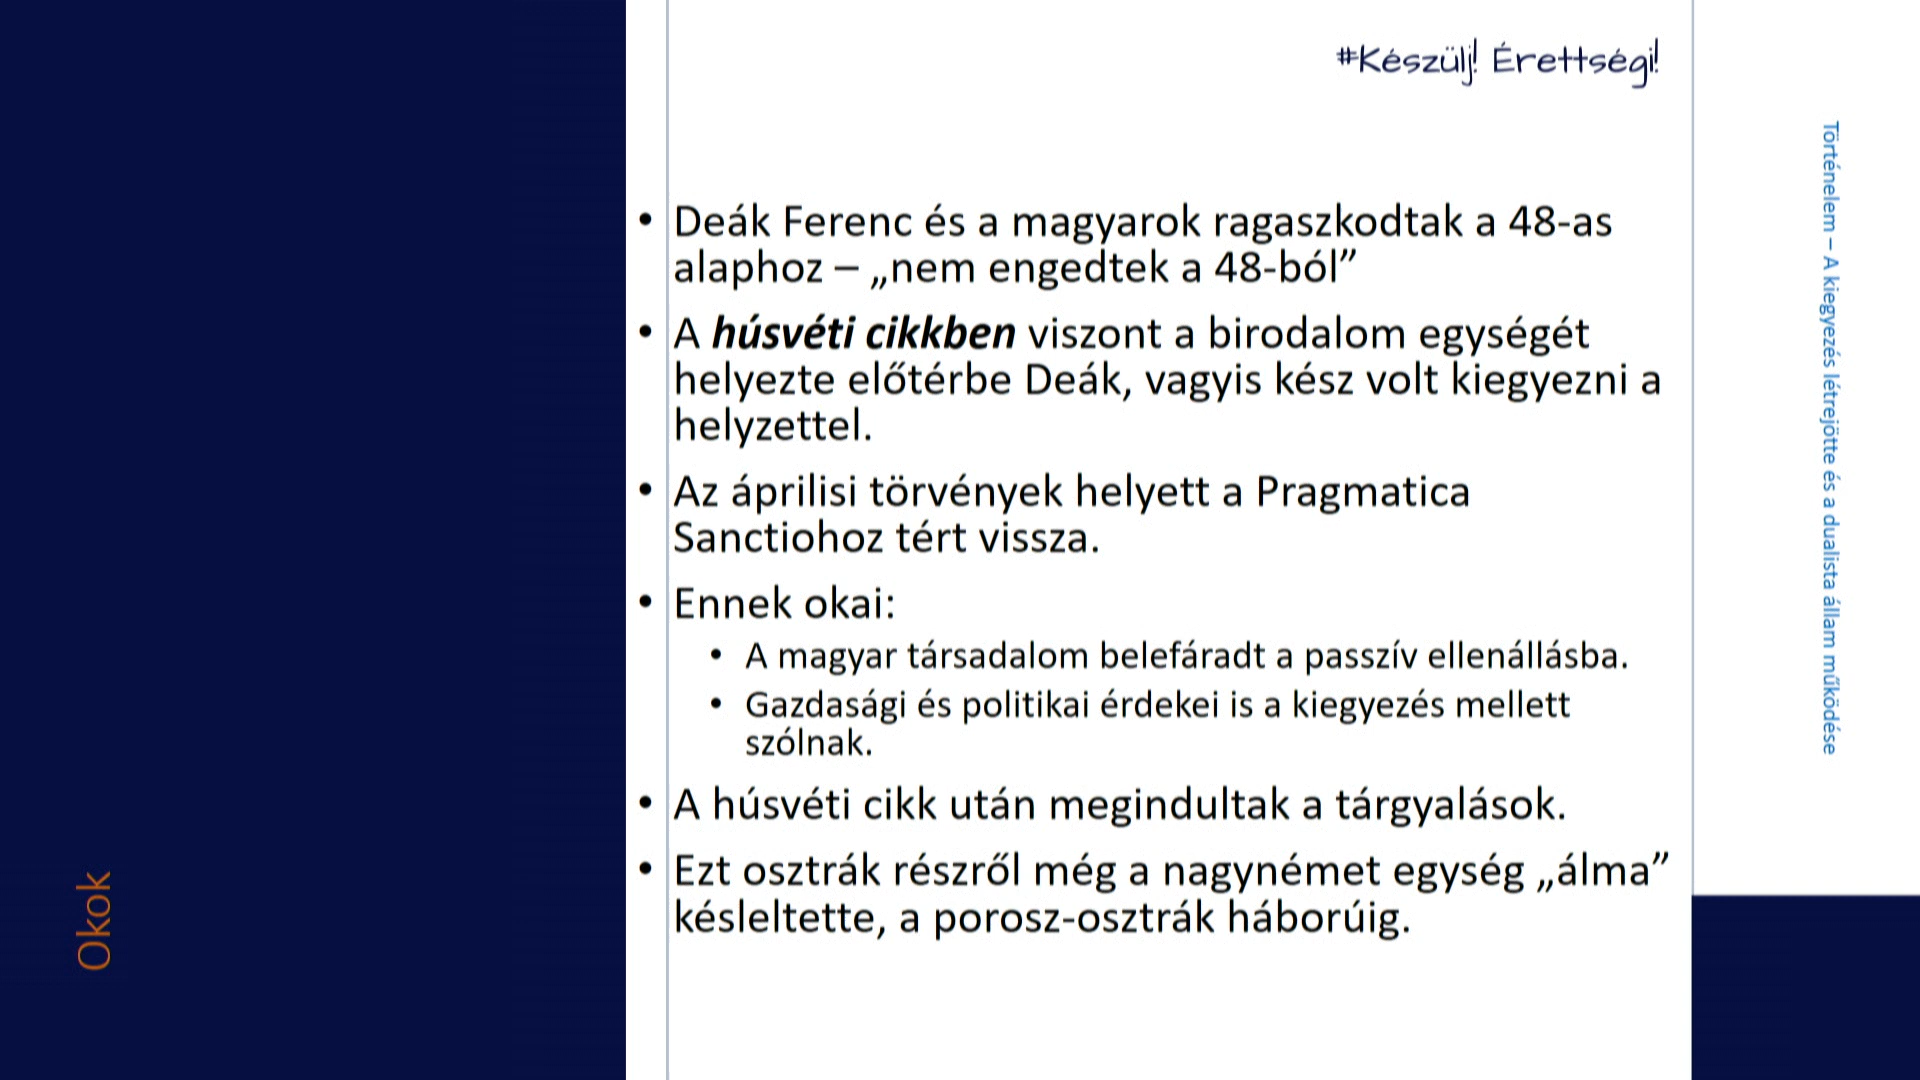 #Készülj! Érettségi!
• Deák Ferenc és a magyarok ragaszkodtak a 48-as
alaphoz – „nem engedtek a 48-ból”
• A húsvéti cikkben viszont a birodalom egységét
helyezte előtérbe Deák, vagyis kész volt kiegyezni a
helyzettel.
• Az áprilisi törvények helyett a Pragmatica
Sanctiohoz tért vissza.
• Ennek okai:
• A magyar társadalom belefáradt a passzív ellenállásba.
• Gazdasági és politikai érdekei is a kiegyezés mellett
szólnak.
• A húsvéti cikk után megindultak a tárgyalások.
• Ezt osztrák részről még a nagynémet egység „álma”
késleltette, a porosz-osztrák háborúig.
Okok
Történelem – A kiegyezés létrejötte és a dualista állam működése